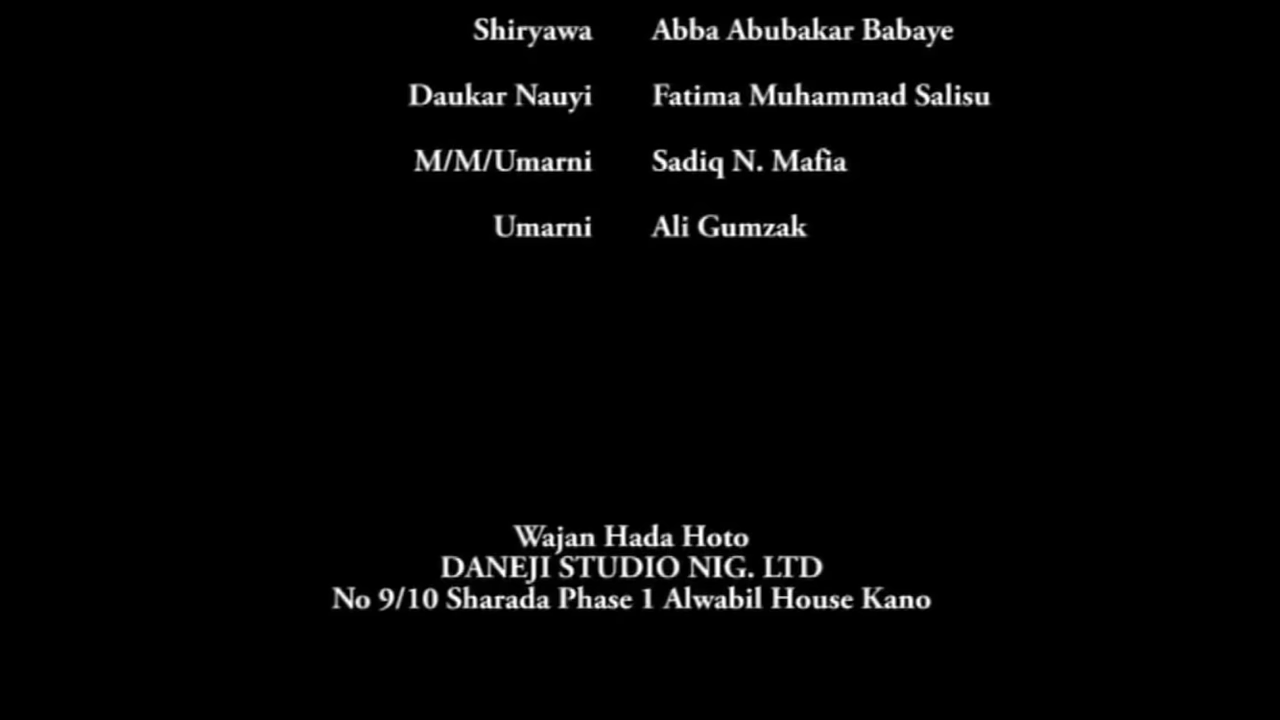 Shiryawa Abba Abubakar Babaye
Daukar Nauyi Fatima Muhammad Salisu
M/M/Umarni Sadiq N. Mafia
Umarni Ali Gumzak
Wajan Hada Hoto
DANEJI STUDIO NIG. LTD
No 9/10 Sharada Phase 1 Alwabil House Kano